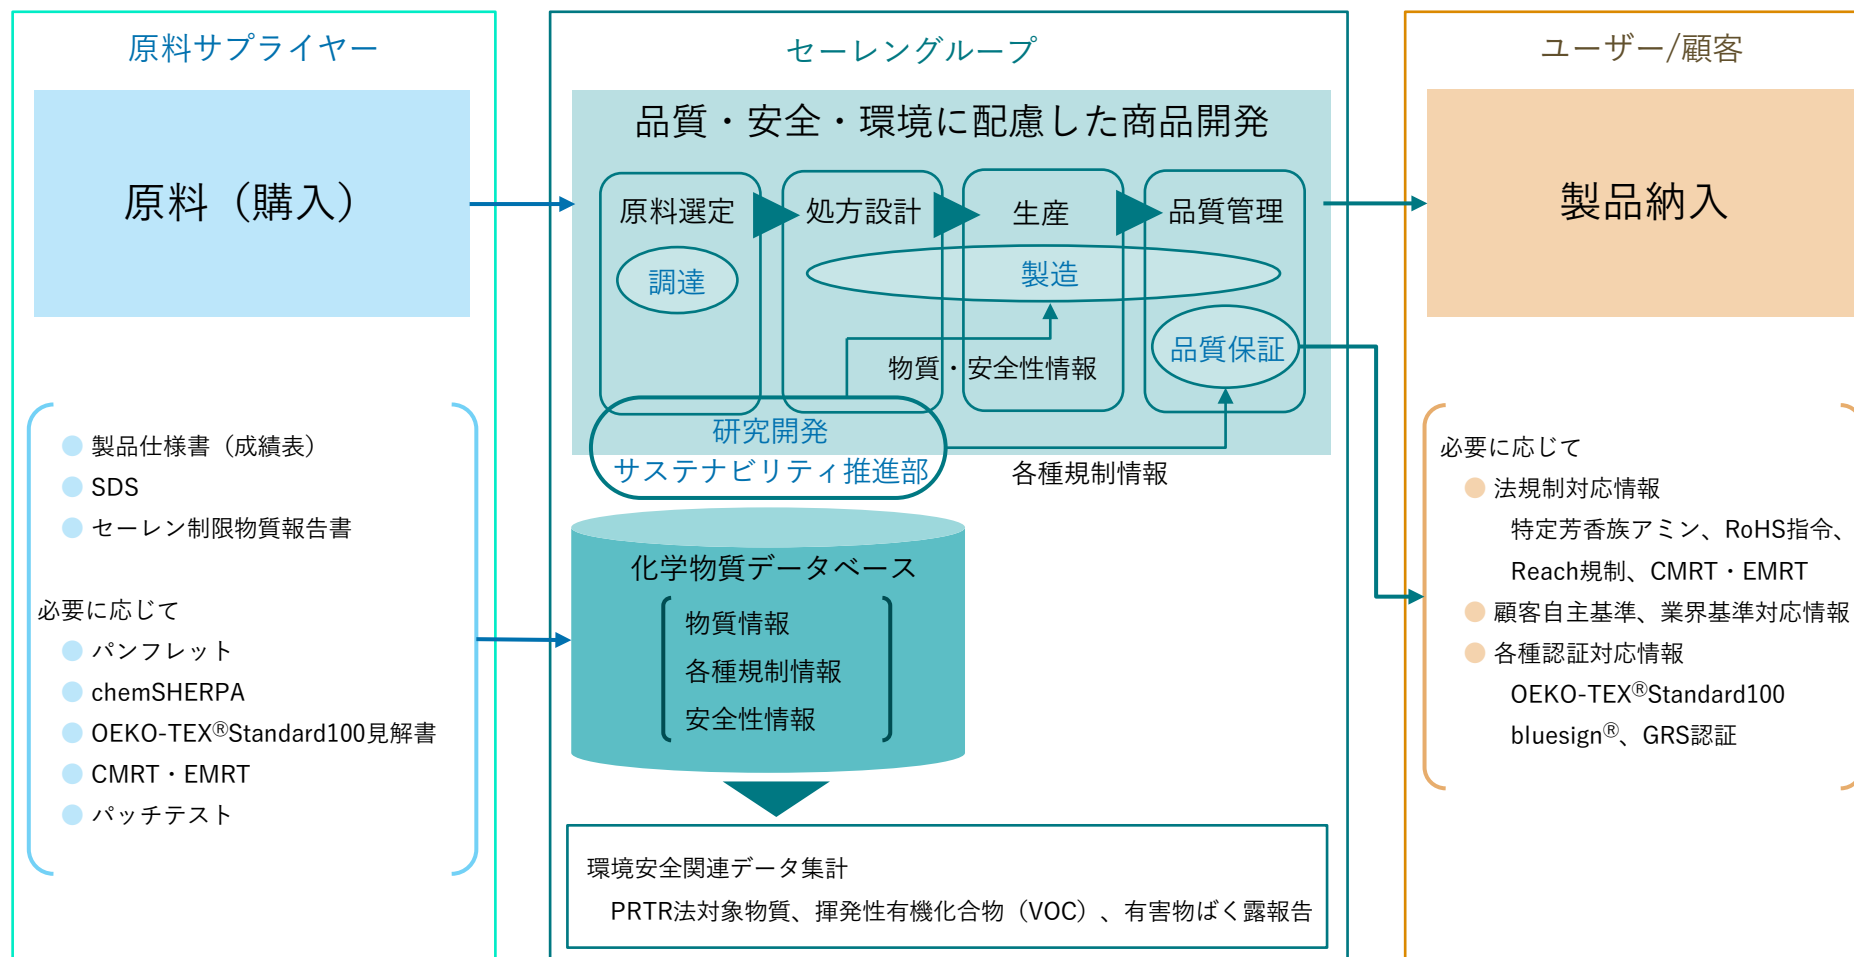 原料サプライヤー
原料（購入）
製品仕様書（成績表）
SDS
セーレン制限物質報告書
必要に応じて
パンフレット
chemSHERPA
OEKO-TEX®Standard100見解書
CMRT・EMRT
パッチテスト
セーレングループ
品質・安全・環境に配慮した商品開発
原料選定
処方設計
生産
品質管理
調達
製造
品質保証
物質・安全性情報
研究開発
サステナビリティ推進部
各種規制情報
化学物質データベース
物質情報
各種規制情報
安全性情報
環境安全関連データ集計
PRTR法対象物質、揮発性有機化合物（VOC）、有害物ばく露報告
ユーザー/顧客
製品納入
必要に応じて
法規制対応情報
特定芳香族アミン、RoHS指令、
Reach規制、CMRT・EMRT
顧客自主基準、業界基準対応情報
各種認証対応情報
OEKO-TEX®Standard100
bluesign®、GRS認証